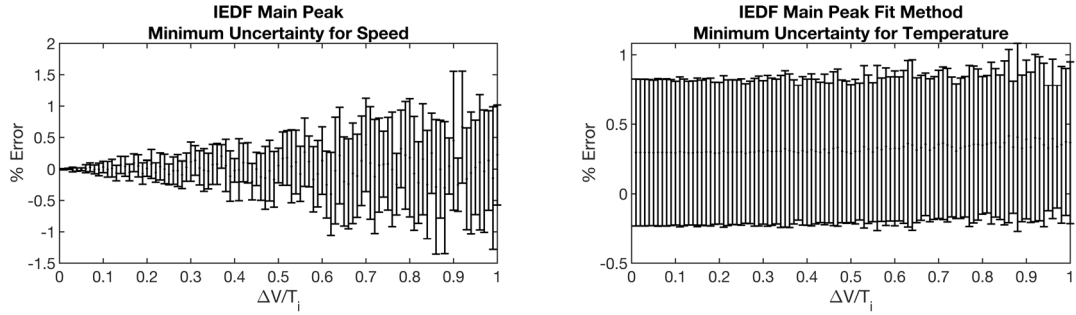 IEDF Main Peak
Minimum Uncertainty for Speed
2
1.5
1
0.5
0
-0.5
-1
-1.5
% Error
0 0.1 0.2 0.3 0.4 0.5 0.6 0.7 0.8 0.9 1
ΔV/Ti
IEDF Main Peak Fit Method
Minimum Uncertainty for Temperature
1
0.5
0
-0.5
% Error
0 0.1 0.2 0.3 0.4 0.5 0.6 0.7 0.8 0.9 1
ΔV/Ti